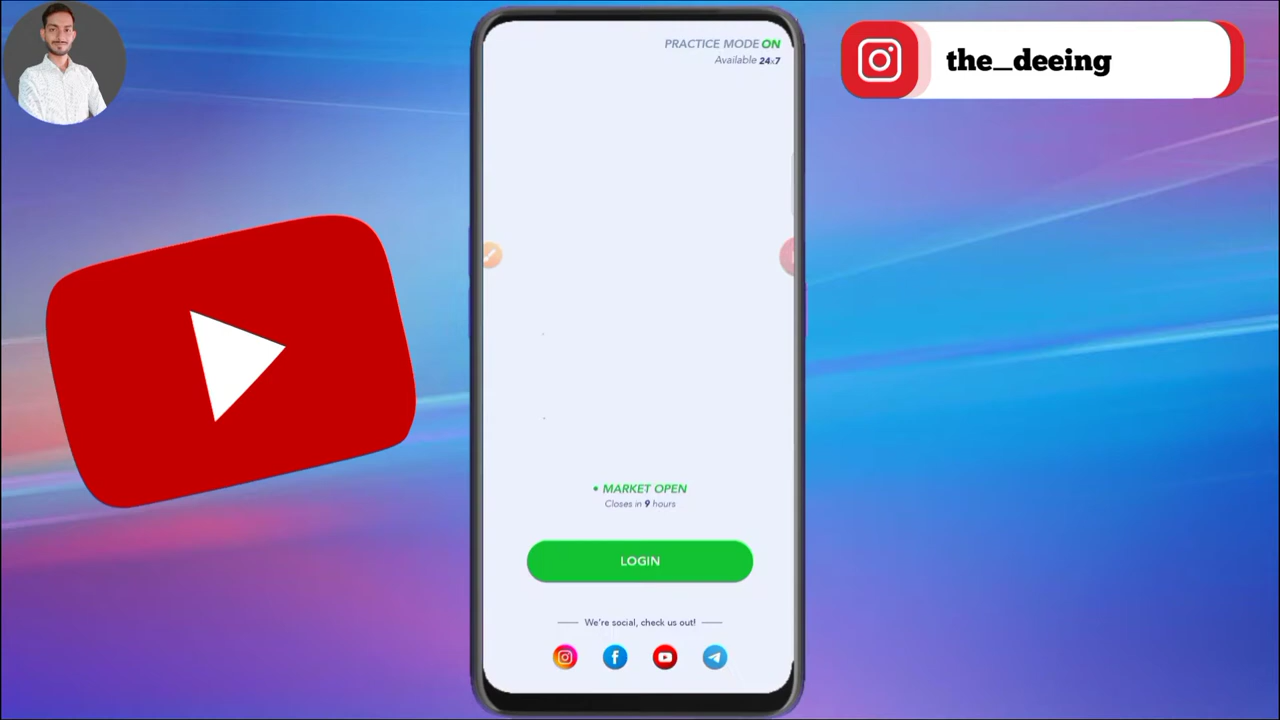 PRACTICE MODE ON
Available 24x7
the_deeing
• MARKET OPEN
Closes in 9 hours
LOGIN
We're social, check us out!